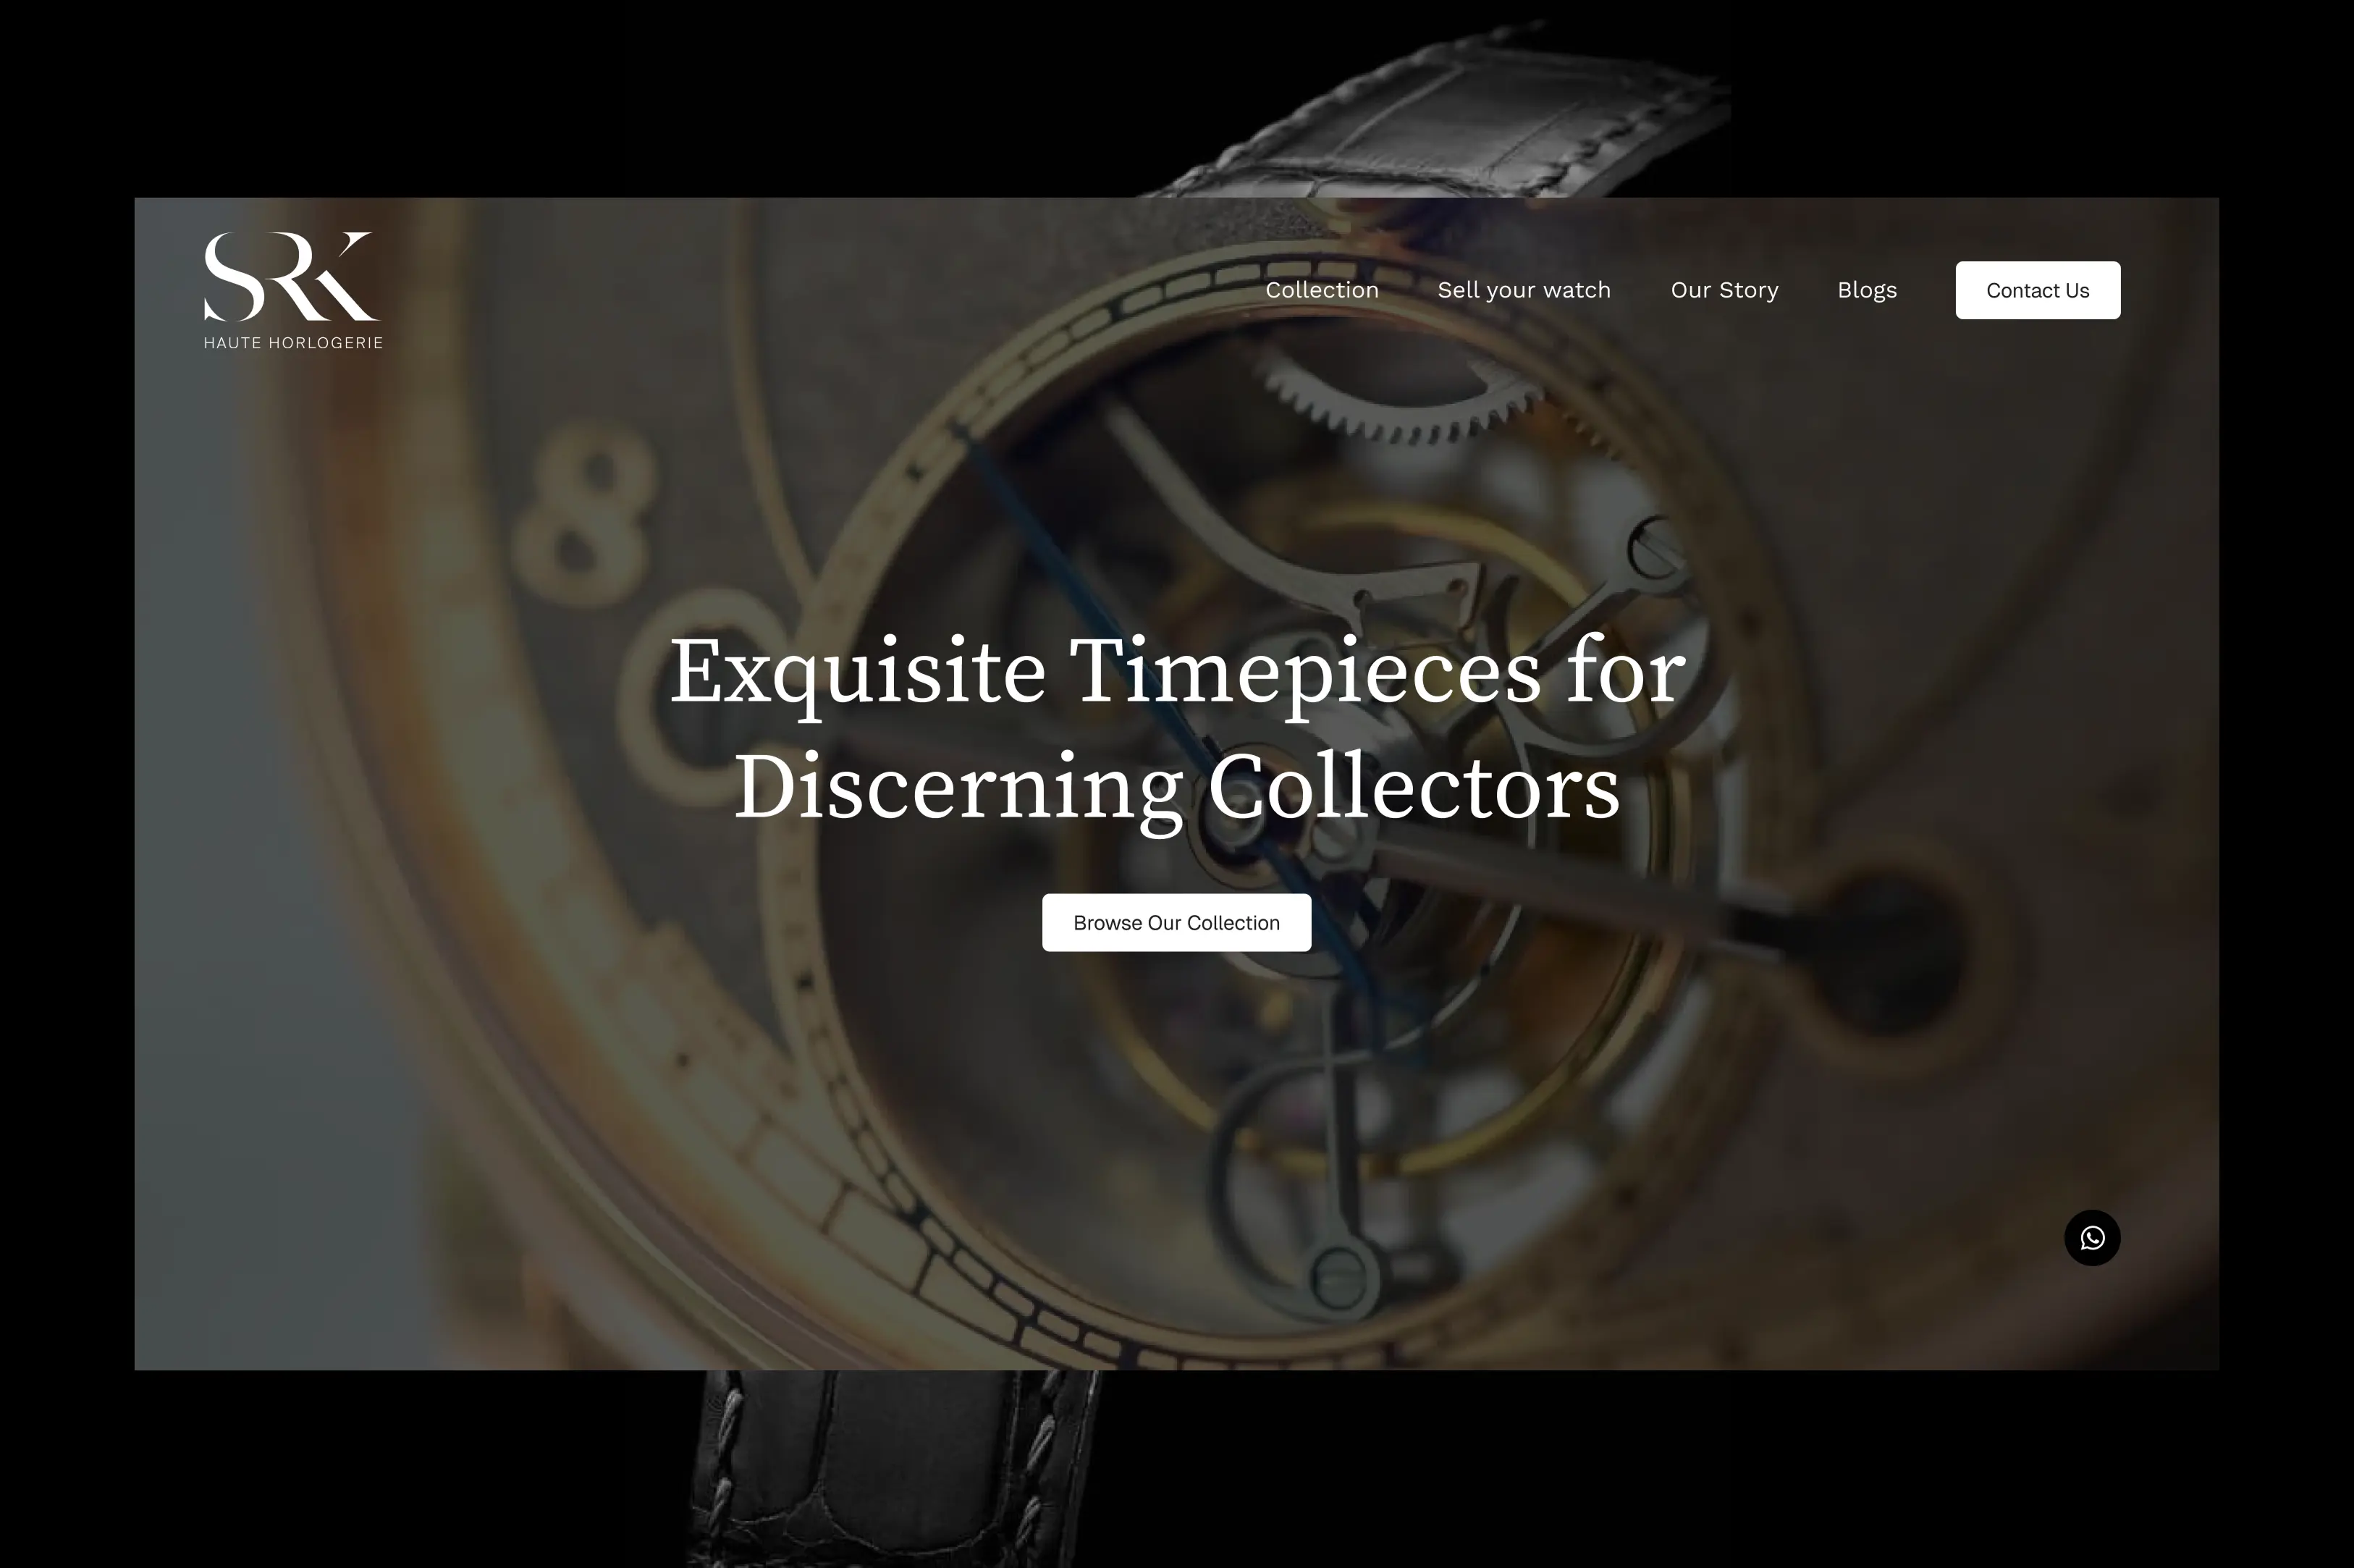 SRK
HAUTE HORLOGERIE
Collection
Sell your watch
Our Story
Blogs
Contact Us
8
Exquisite Timepieces for
Discerning Collectors
Browse Our Collection